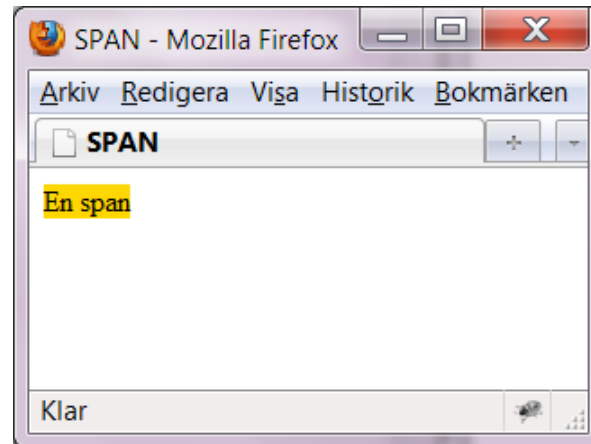 SPAN - Mozilla Firefox
Arkiv Redigera Visa Historik Bokmärken
SPAN
En span
Klar